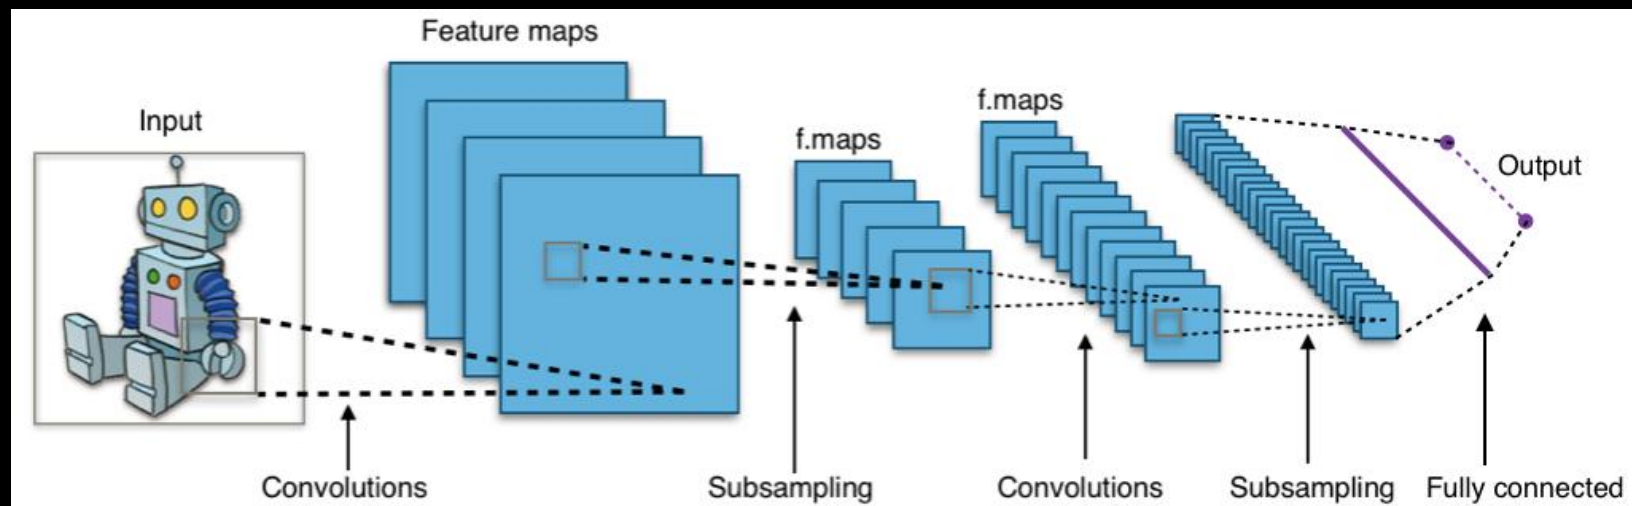 Feature maps
Input
f.maps
f.maps
Output
Convolutions
Subsampling
Convolutions
Subsampling
Fully connected